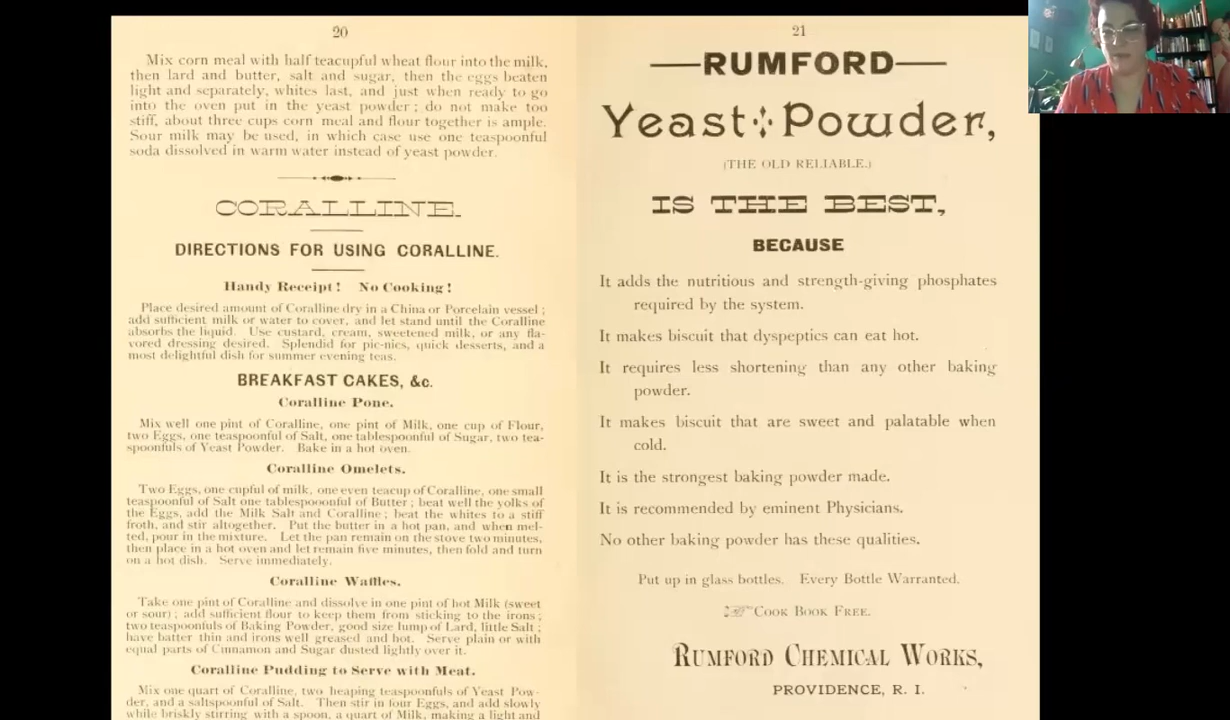 20
Mix corn meal with half teacupful wheat flour into the milk,
then lard and butter, salt and sugar, then the eggs beaten
light and separately, whites last, and just when ready to go
into the oven put in the yeast powder; do not make too
stiff, about three cups corn meal and flour together is ample.
Sour milk may be used, in which case use one teaspoonful
soda dissolved in warm water instead of yeast powder.
CORALLINE.
DIRECTIONS FOR USING CORALLINE.
Handy Receipt! No Cooking!
Place desired amount of Coralline dry in a China or Porcelain vessel;
add sufficient milk or water to cover, and let stand until the Coralline
absorbs the liquid. Use custard, cream, sweetened milk, or any fla-
vored dressing desired. Splendid for pic-nics, quick desserts, and a
most delightful dish for summer evening teas.
BREAKFAST CAKES, &c.
Coralline Pone.
Mix well one pint of Coralline, one pint of Milk, one cup of Flour,
two Eggs, one teaspoonful of Salt, one tablespoonful of Sugar, two tea-
spoonfuls of Yeast Powder. Bake in a hot oven.
Coralline Omelets.
Two Eggs, one cupful of milk, one even teacup of Coralline, one small
teaspoonful of Salt one tablespooonful of Butter; beat well the yolks of
the Eggs, add the Milk Salt and Coralline; beat the whites to a stiff
froth, and stir altogether. Put the butter in a hot pan, and when mel-
ted, pour in the mixture. Let the pan remain on the stove two minutes,
then place in a hot oven and let remain five minutes, then fold and turn
on a hot dish. Serve immediately.
Coralline Waffles.
Take one pint of Coralline and dissolve in one pint of hot Milk (sweet
or sour); add sufficient flour to keep them from sticking to the irons;
two teaspoonfuls of Baking Powder, good size lump of Lard, little Salt;
have batter thin and irons well greased and hot. Serve plain or with
equal parts of Cinnamon and Sugar dusted lightly over it.
Coralline Pudding to Serve with Meat.
Mix one quart of Coralline, two heaping teaspoonfuls of Yeast Pow-
der, and a saltspoonful of Salt. Then stir in four Eggs, and add slowly
while briskly stirring with a spoon, a quart of Milk, making a light and
21
RUMFORD
Yeast Powder,
(THE OLD RELIABLE.)
IS THE BEST,
BECAUSE
It adds the nutritious and strength-giving phosphates
required by the system.
It makes biscuit that dyspeptics can eat hot.
It requires less shortening than any other baking
powder.
It makes biscuit that are sweet and palatable when
cold.
It is the strongest baking powder made.
It is recommended by eminent Physicians.
No other baking powder has these qualities.
Put up in glass bottles. Every Bottle Warranted.
COOK BOOK FREE.
RUMFORD CHEMICAL WORKS,
PROVIDENCE, R. I.